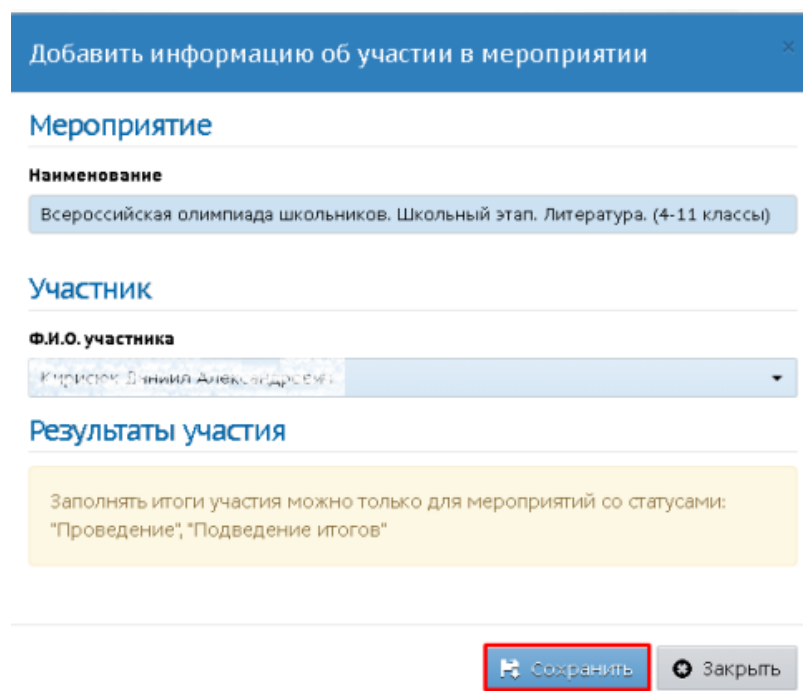 Добавить информацию об участии в мероприятии ×
Мероприятие
Наименование
Всероссийская олимпиада школьников. Школьный этап. Литература. (4-11 классы)
Участник
Ф.И.О. участника
Результаты участия
Заполнять итоги участия можно только для мероприятий со статусами:
"Проведение", "Подведение итогов"
Сохранить
Закрыть